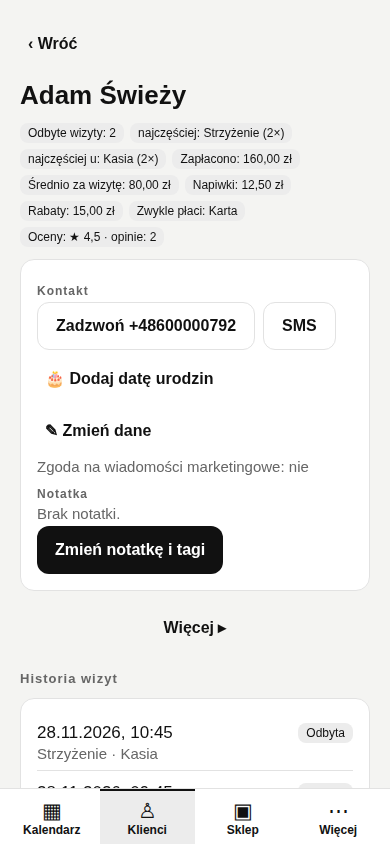 ‹ Wróć
Adam Świeży
Odbyte wizyty: 2 najczęściej: Strzyżenie (2×)
najczęściej u: Kasia (2×) Zapłacono: 160,00 zł
Średnio za wizytę: 80,00 zł Napiwki: 12,50 zł
Rabaty: 15,00 zł Zwykle płaci: Karta
Oceny: ★ 4,5 · opinie: 2
Kontakt
Zadzwoń +48600000792 SMS
🎂 Dodaj datę urodzin
✎ Zmień dane
Zgoda na wiadomości marketingowe: nie
Notatka
Brak notatki.
Zmień notatkę i tagi
Więcej ▸
Historia wizyt
28.11.2026, 10:45 Odbyta
Strzyżenie · Kasia
Kalendarz Klienci Sklep Więcej